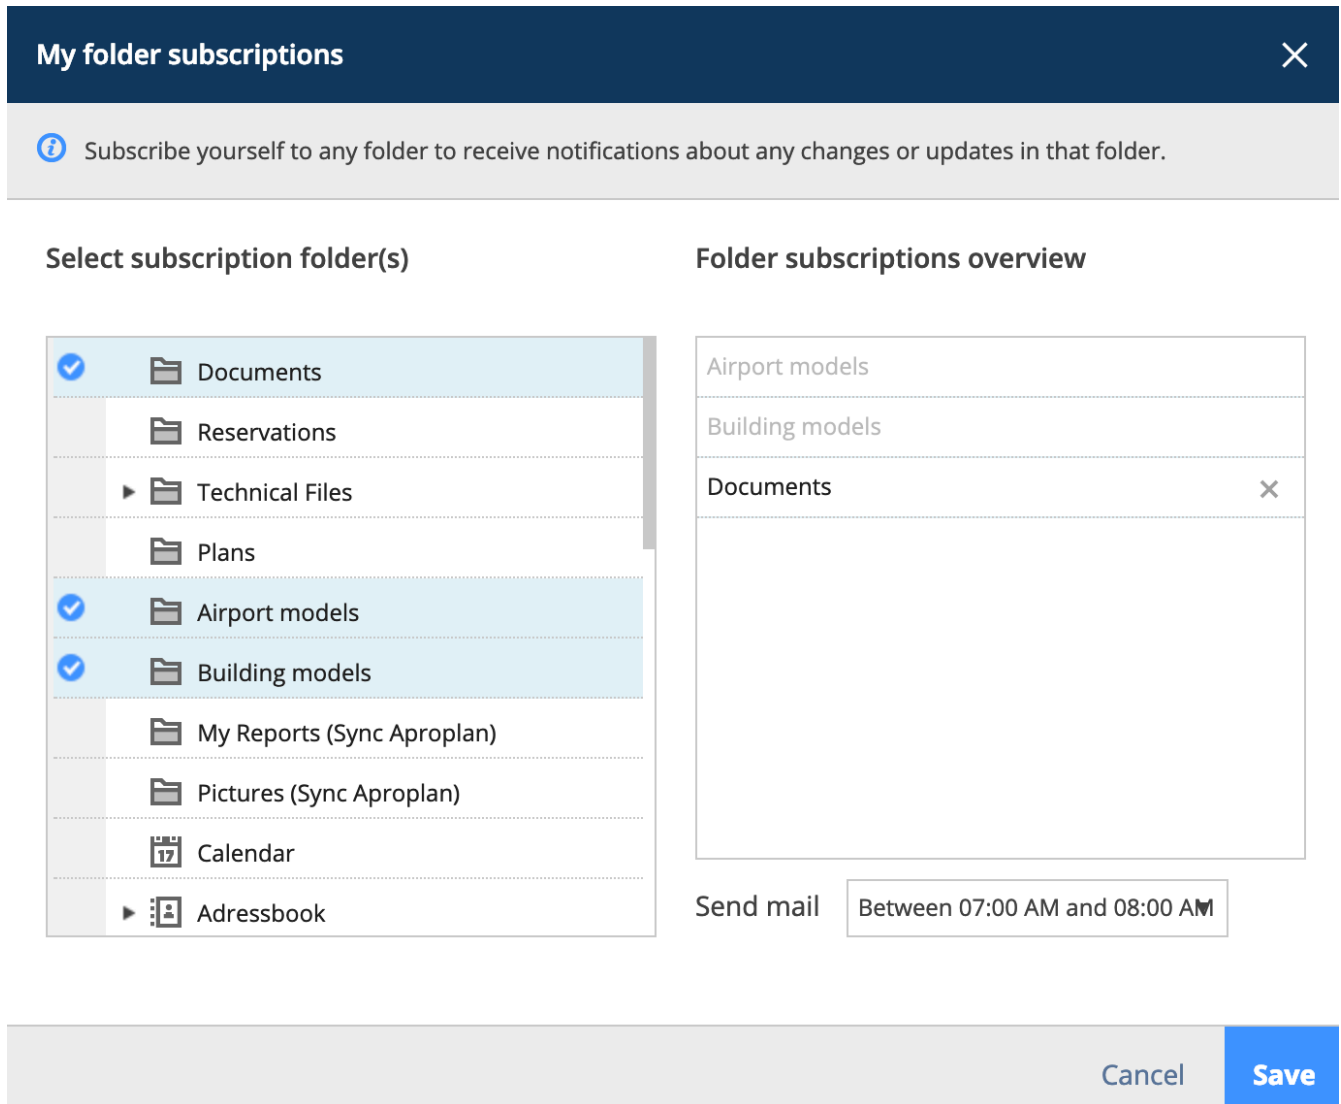 My folder subscriptions
Subscribe yourself to any folder to receive notifications about any changes or updates in that folder.
Select subscription folder(s)
Documents
Reservations
Technical Files
Plans
Airport models
Building models
My Reports (Sync Aproplan)
Pictures (Sync Aproplan)
17
Calendar
Adressbook
Folder subscriptions overview
Airport models
Building models
Documents
Send mail
Between 07:00 AM and 08:00 AM
Cancel
Save